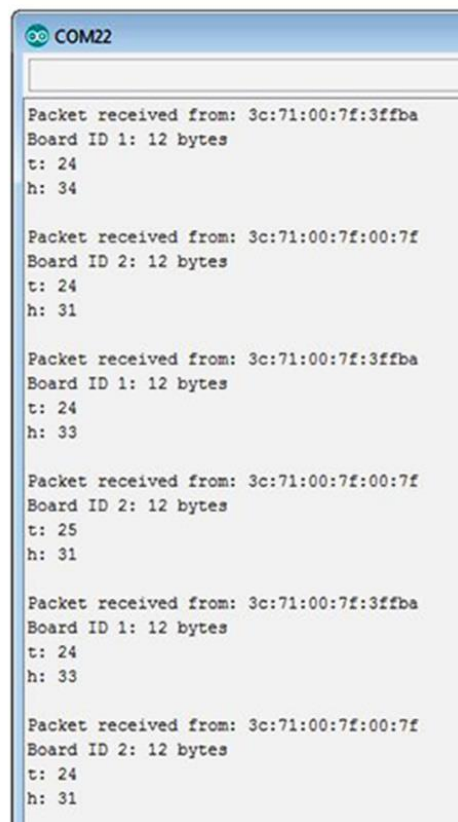 COM22
Packet received from: 3c:71:00:7f:3ffba
Board ID 1: 12 bytes
t: 24
h: 34
Packet received from: 3c:71:00:7f:00:7f
Board ID 2: 12 bytes
t: 24
h: 31
Packet received from: 3c:71:00:7f:3ffba
Board ID 1: 12 bytes
t: 24
h: 33
Packet received from: 3c:71:00:7f:00:7f
Board ID 2: 12 bytes
t: 25
h: 31
Packet received from: 3c:71:00:7f:3ffba
Board ID 1: 12 bytes
t: 24
h: 33
Packet received from: 3c:71:00:7f:00:7f
Board ID 2: 12 bytes
t: 24
h: 31